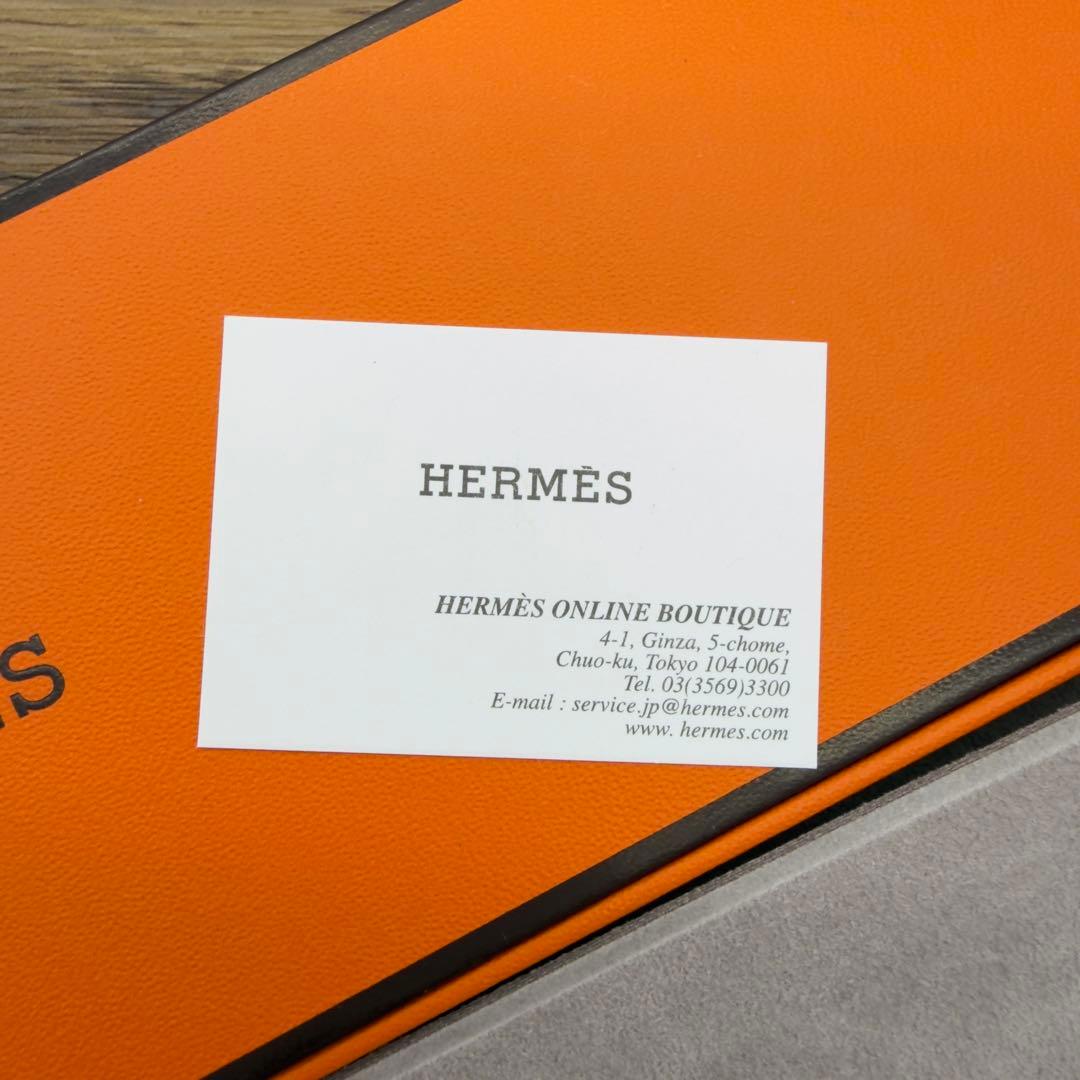 HERMÈS
HERMÈS ONLINE BOUTIQUE
4-1, Ginza, 5-chome,
Chuo-ku, Tokyo 104-0061
Tel. 03(3569)3300
E-mail : service.jp@hermes.com
www. hermes.com
ES